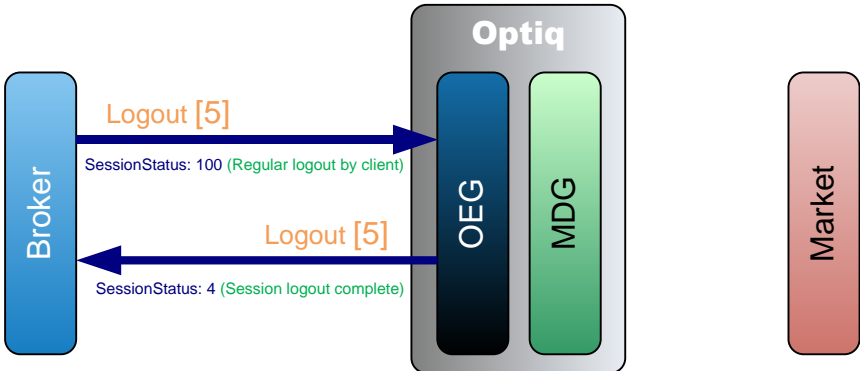 Optiq
Logout [5]
SessionStatus: 100 (Regular logout by client)
Broker
OEG
MDG
Market
Logout [5]
SessionStatus: 4 (Session logout complete)